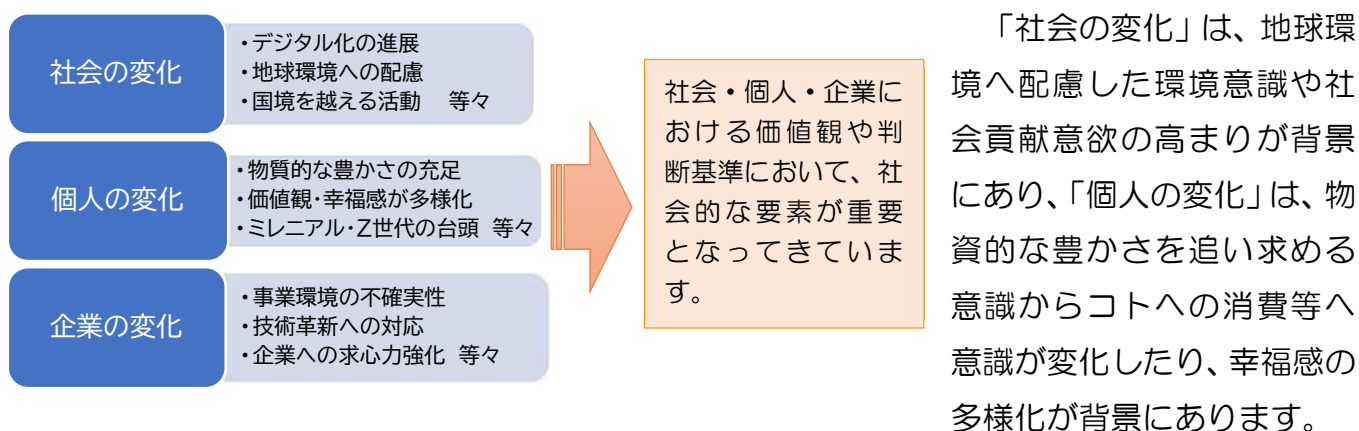 社会の変化
・デジタル化の進展
・地球環境への配慮
・国境を越える活動 等々
個人の変化
・物質的な豊かさの充足
・価値観・幸福感が多様化
・ミレニアル・Z世代の台頭 等々
企業の変化
・事業環境の不確実性
・技術革新への対応
・企業への求心力強化 等々
社会・個人・企業に
おける価値観や判
断基準において、社
会的な要素が重要
となってきていま
す。
「社会の変化」は、地球環
境へ配慮した環境意識や社
会貢献意欲の高まりが背景
にあり、「個人の変化」は、物
資的な豊かさを追い求める
意識からコトへの消費等へ
意識が変化したり、幸福感の
多様化が背景にあります。